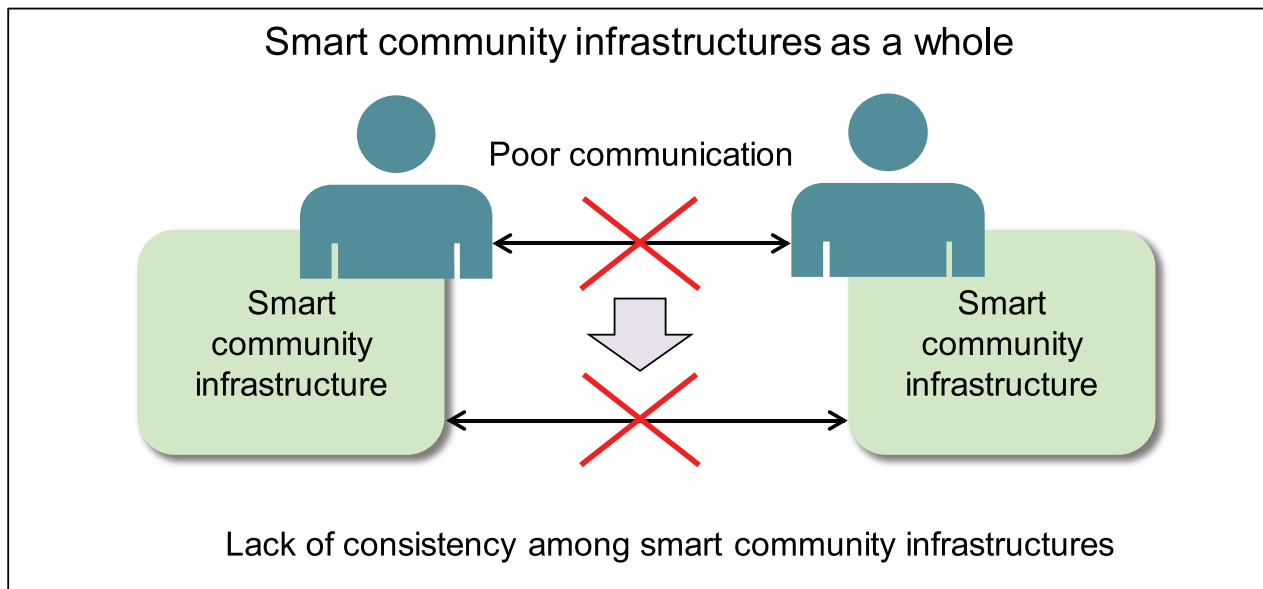 Smart community infrastructures as a whole
Poor communication
Smart
community
infrastructure
Smart
community
infrastructure
Lack of consistency among smart community infrastructures